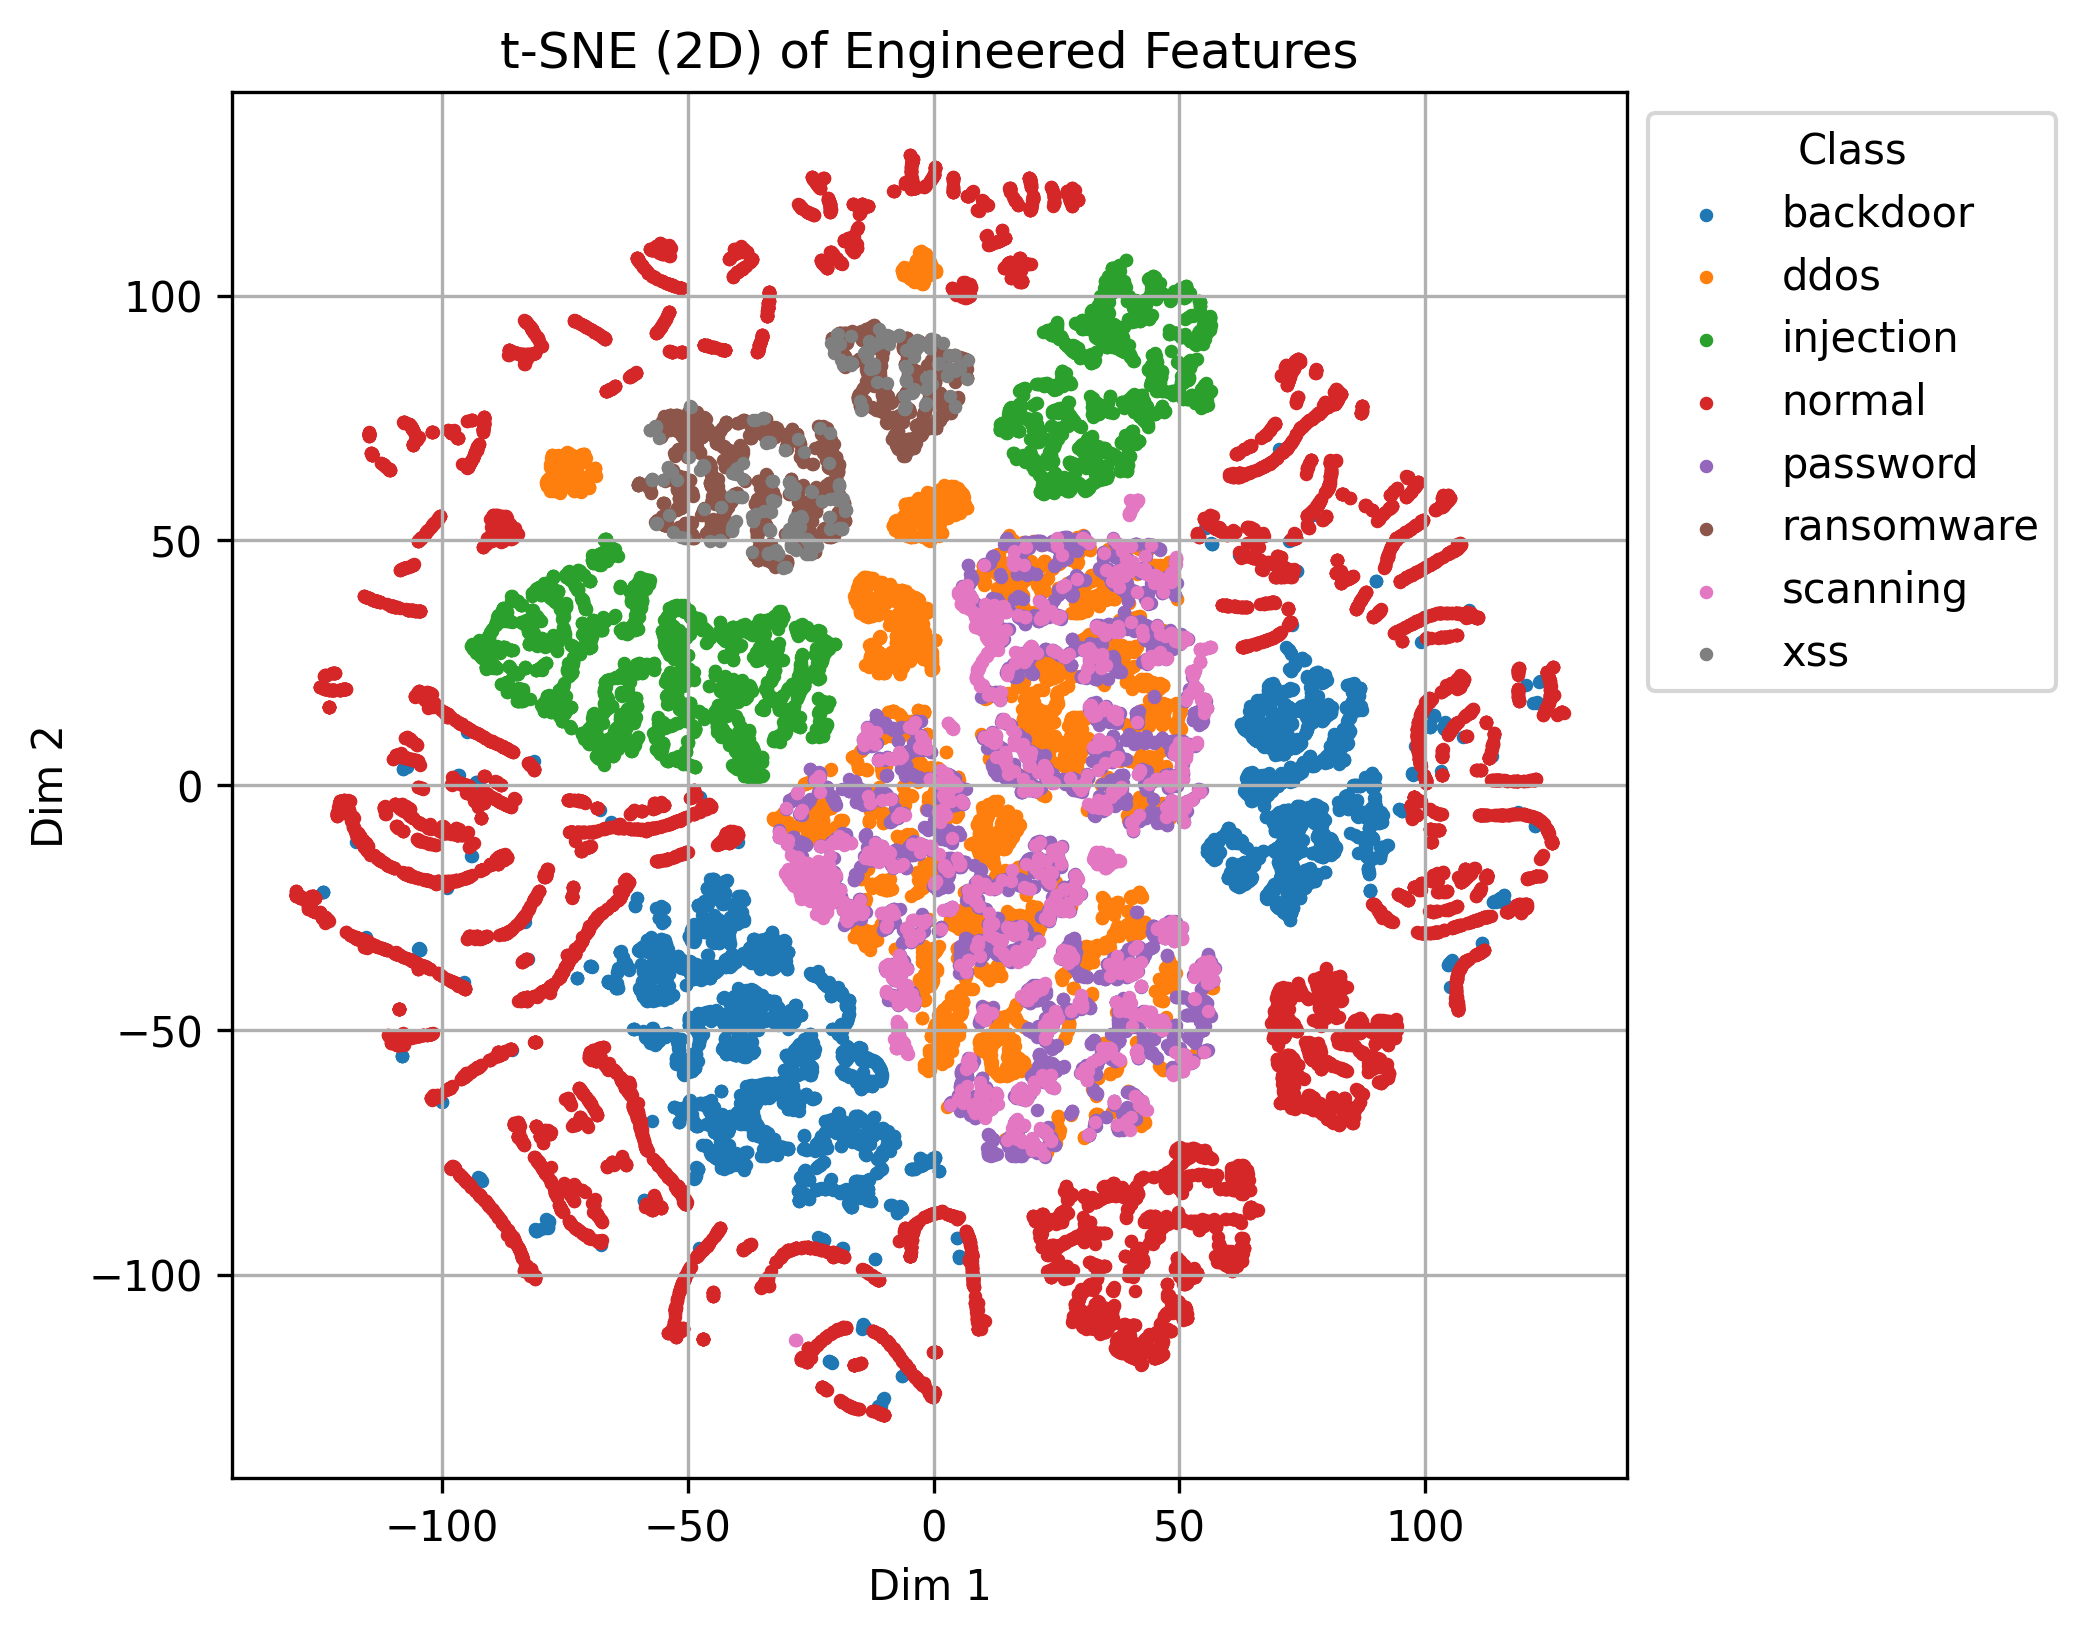 t-SNE (2D) of Engineered Features
Class
backdoor
ddos
injection
normal
password
ransomware
scanning
xss
Dim 2
100
50
0
−50
−100
−100
−50
0
50
100
Dim 1